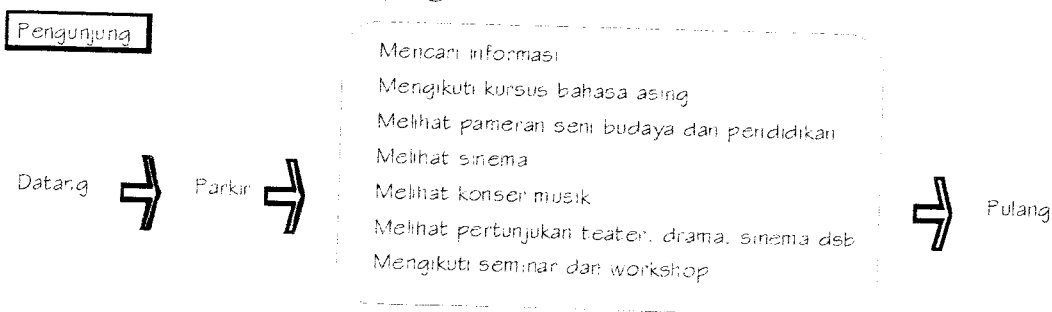 Pengunjung
Mencari informasi
Mengikuti kursus bahasa asing
Melihat pameran seni budaya dan pendidikan
Melihat sinema
Datang
Parkir
Melihat konser musik
Pulang
Melihat pertunjukan teater, drama, sinema dsb
Mengikuti seminar dan workshop